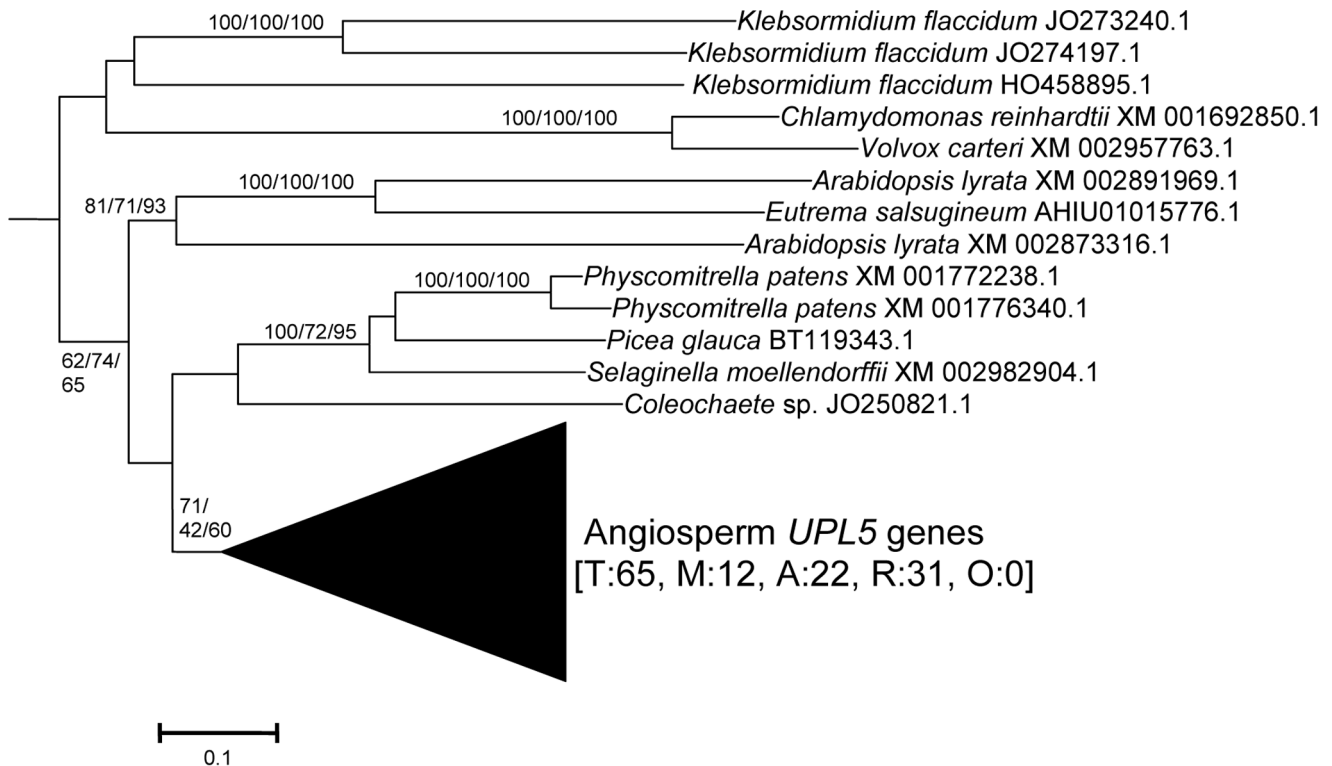 100/100/100
Klebsormidium flaccidum JO273240.1
Klebsormidium flaccidum JO274197.1
Klebsormidium flaccidum HO458895.1
100/100/100
Chlamydomonas reinhardtii XM 001692850.1
Volvox carteri XM 002957763.1
100/100/100
Arabidopsis lyrata XM 002891969.1
81/71/93
Eutrema salsugineum AHIU01015776.1
Arabidopsis lyrata XM 002873316.1
100/100/100
Physcomitrella patens XM 001772238.1
Physcomitrella patens XM 001776340.1
100/72/95
Picea glauca BT119343.1
62/74/
65
Selaginella moellendorffii XM 002982904.1
Coleochaete sp. JO250821.1
71/
42/60
Angiosperm UPL5 genes
[T:65, M:12, A:22, R:31, O:0]
0.1